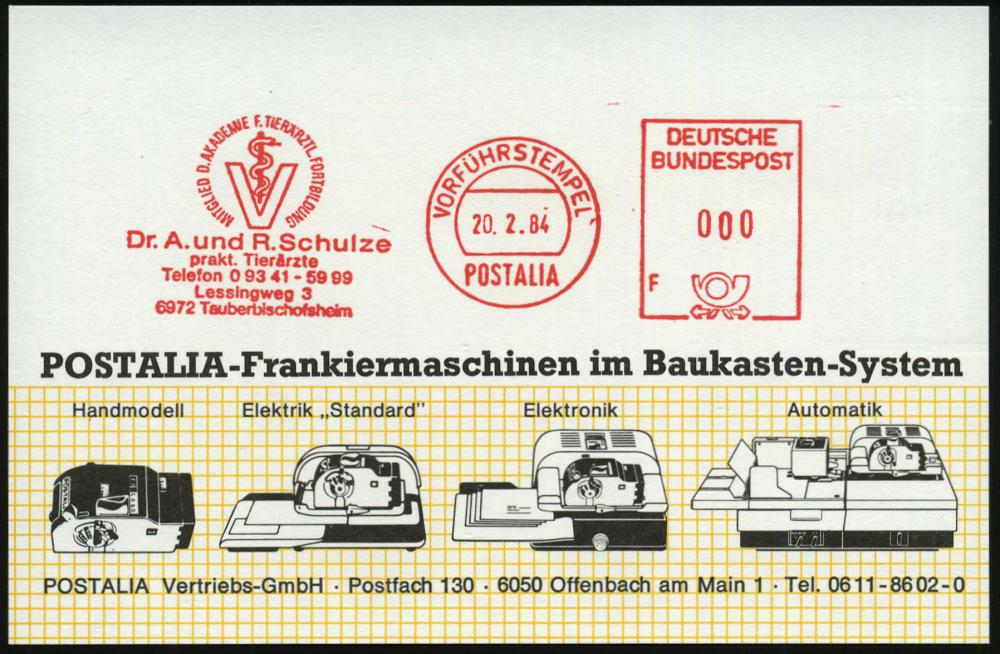 MITGLIED D. AKADEMIE F. TIERÄRZTL. FORTBILDUNG
V
Dr. A. und R. Schulze
prakt. Tierärzte
Telefon 0 93 41 - 59 99
Lessingweg 3
6972 Tauberbischofsheim
VORFÜHRSTEMPEL
20. 2. 84
POSTALIA
DEUTSCHE
BUNDESPOST
000
F
POSTALIA-Frankiermaschinen im Baukasten-System
Handmodell
Elektrik „Standard”
Elektronik
Automatik
POSTALIA Vertriebs-GmbH · Postfach 130 · 6050 Offenbach am Main 1 · Tel. 0611-8602-0